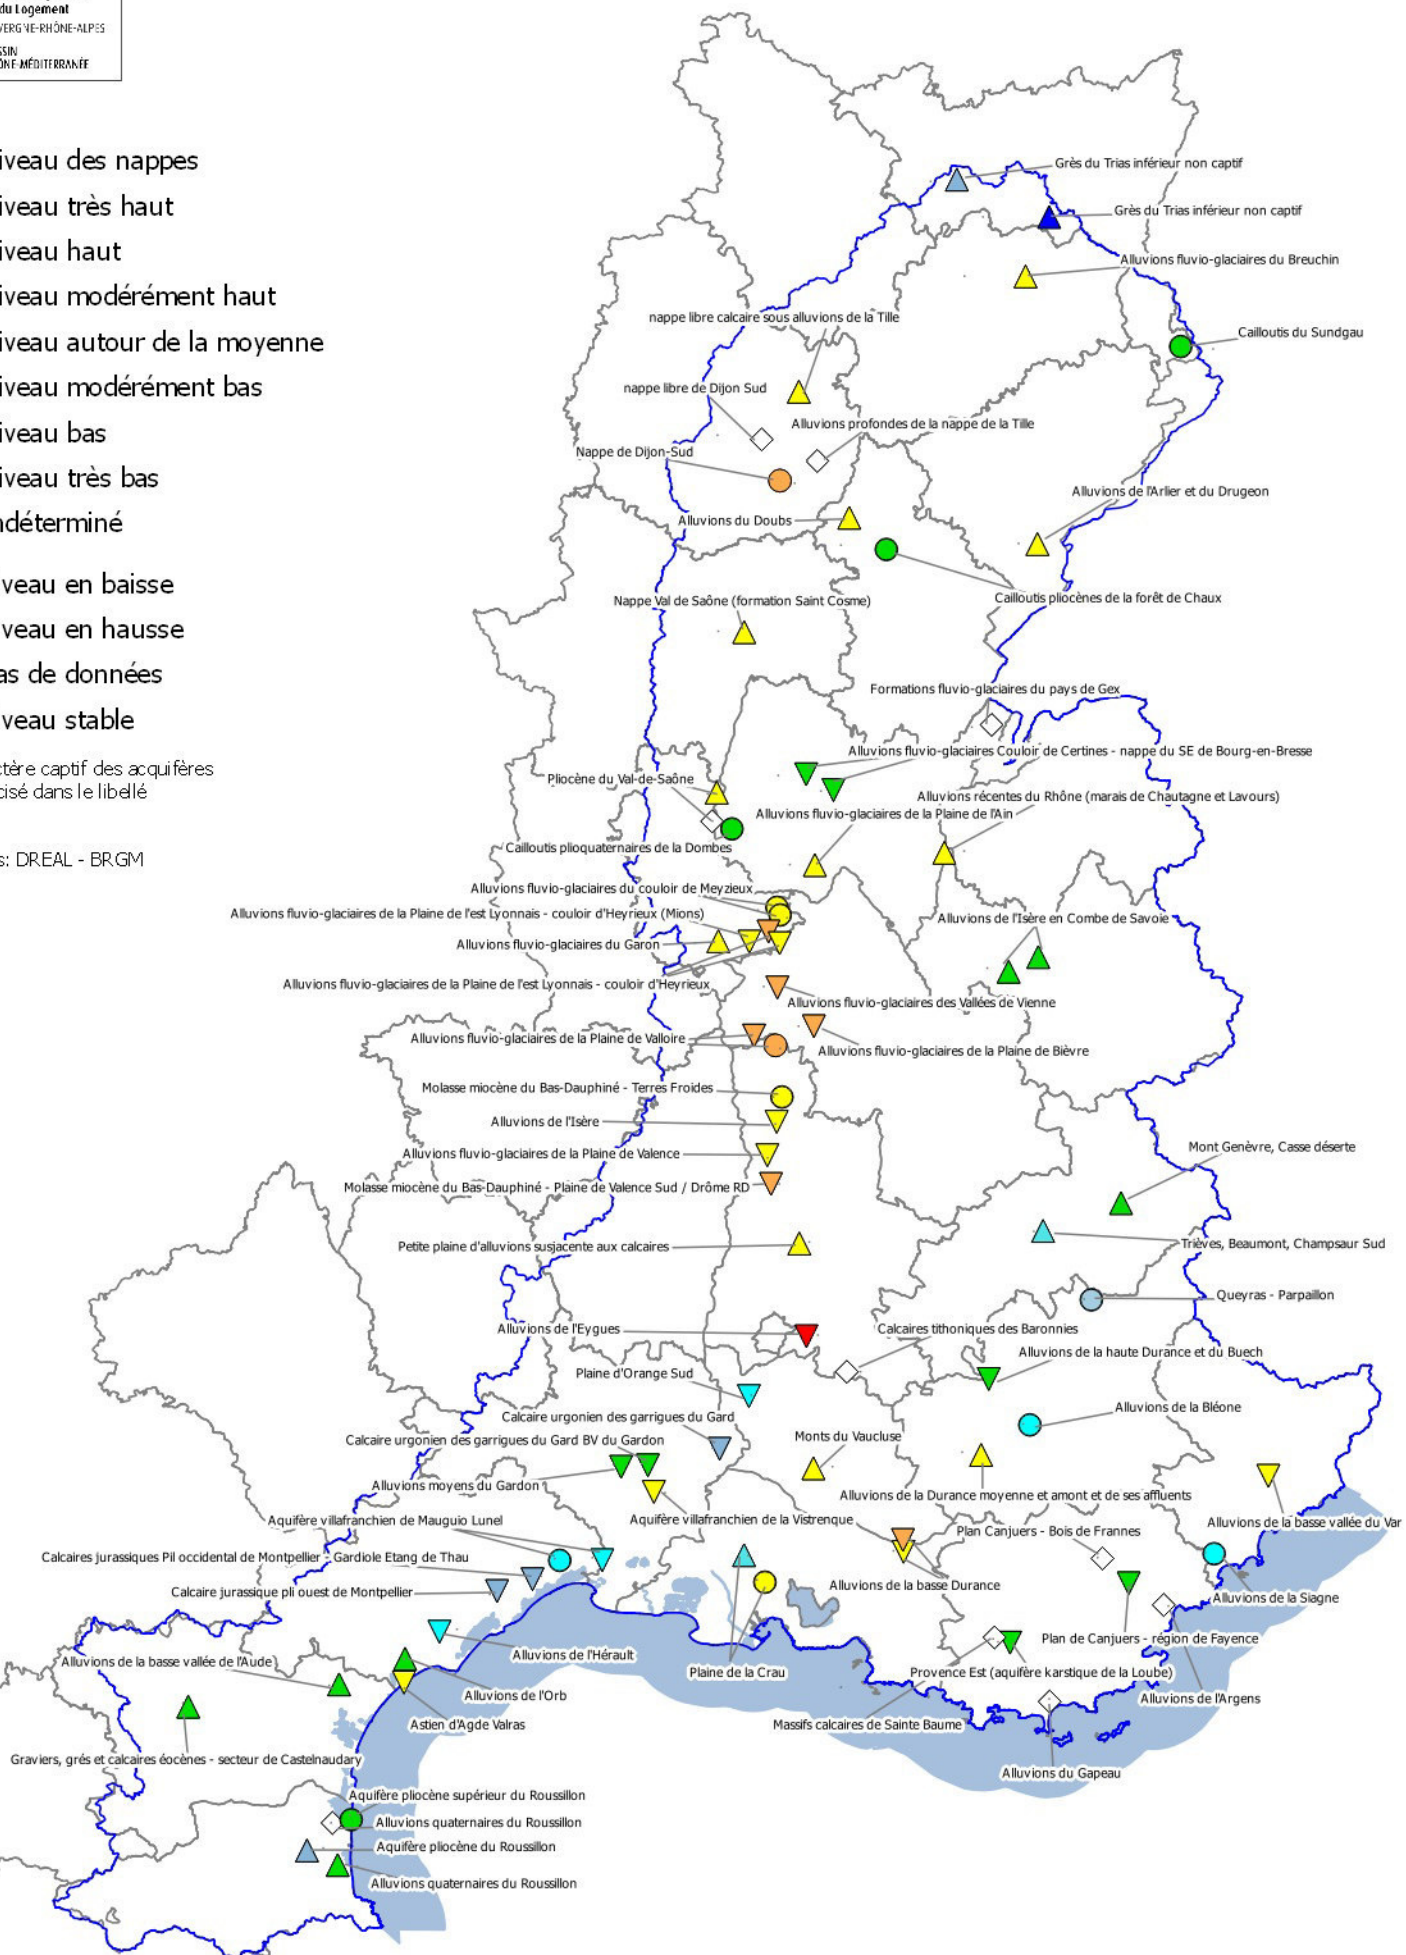 du Logement
VERGNE-RHÔNE-ALPES
SSIN
ÔNE-MÉDITERRANÉE
iveau des nappes
iveau très haut
iveau haut
iveau modérément haut
iveau autour de la moyenne
iveau modérément bas
iveau bas
iveau très bas
ndéterminé
iveau en baisse
iveau en hausse
as de données
iveau stable
ctère captif des acquifères
cisé dans le libellé
s: DREAL - BRGM
Grès du Trias inférieur non captif
Grès du Trias inférieur non captif
Alluvions fluvio-glaciaires du Breuchin
nappe libre calcaire sous alluvions de la Tille
Cailloutis du Sundgau
nappe libre de Dijon Sud
Alluvions profondes de la nappe de la Tille
Nappe de Dijon-Sud
Alluvions de l'Arlier et du Drugeon
Alluvions du Doubs
Cailloutis pliocènes de la forêt de Chaux
Nappe Val de Saône (formation Saint Cosme)
Formations fluvio-glaciaires du pays de Gex
Alluvions fluvio-glaciaires Couloir de Certines - nappe du SE de Bourg-en-Bresse
Pliocène du Val-de-Saône
Alluvions récentes du Rhône (marais de Chautagne et Lavours)
Alluvions fluvio-glaciaires de la Plaine de l'Ain
Cailloutis plioquaternaires de la Dombes
Alluvions fluvio-glaciaires du couloir de Meyzieux
Alluvions fluvio-glaciaires de la Plaine de l'est Lyonnais - couloir d'Heyrieux (Mions)
Alluvions de l'Isère en Combe de Savoie
Alluvions fluvio-glaciaires du Garon
Alluvions fluvio-glaciaires de la Plaine de l'est Lyonnais - couloir d'Heyrieux
Alluvions fluvio-glaciaires des Vallées de Vienne
Alluvions fluvio-glaciaires de la Plaine de Valloire
Alluvions fluvio-glaciaires de la Plaine de Bièvre
Molasse miocène du Bas-Dauphiné - Terres Froides
Alluvions de l'Isère
Mont Genèvre, Casse déserte
Alluvions fluvio-glaciaires de la Plaine de Valence
Molasse miocène du Bas-Dauphiné - Plaine de Valence Sud / Drôme RD
Trièves, Beaumont, Champsaur Sud
Petite plaine d'alluvions susjacente aux calcaires
Queyras - Parpaillon
Alluvions de l'Eygues
Calcaires tithoniques des Baronnies
Alluvions de la haute Durance et du Buech
Plaine d'Orange Sud
Alluvions de la Bléone
Calcaire urgonien des garrigues du Gard
Monts du Vaucluse
Calcaire urgonien des garrigues du Gard BV du Gardon
Alluvions moyens du Gardon
Alluvions de la Durance moyenne et amont et de ses affluents
Aquifère villafranchien de Mauguio Lunel
Aquifère villafranchien de la Vistrenque
Alluvions de la basse vallée du Var
Plan Canjuers - Bois de Frannes
Calcaires jurassiques Pil occidental de Montpellier - Gardiole Etang de Thau
Alluvions de la basse Durance
Calcaire jurassique pli ouest de Montpellier
Alluvions de la Siagne
Plan de Canjuers - région de Fayence
Alluvions de l'Hérault
Alluvions de la basse vallée de l'Aude
Plaine de la Crau
Provence Est (aquifère karstique de la Loube)
Alluvions de l'Orb
Alluvions de l'Argens
Astien d'Agde Valras
Massifs calcaires de Sainte Baume
Graviers, grés et calcaires éocènes - secteur de Castelnaudary
Alluvions du Gapeau
Aquifère pliocène supérieur du Roussillon
Alluvions quaternaires du Roussillon
Aquifère pliocène du Roussillon
Alluvions quaternaires du Roussillon